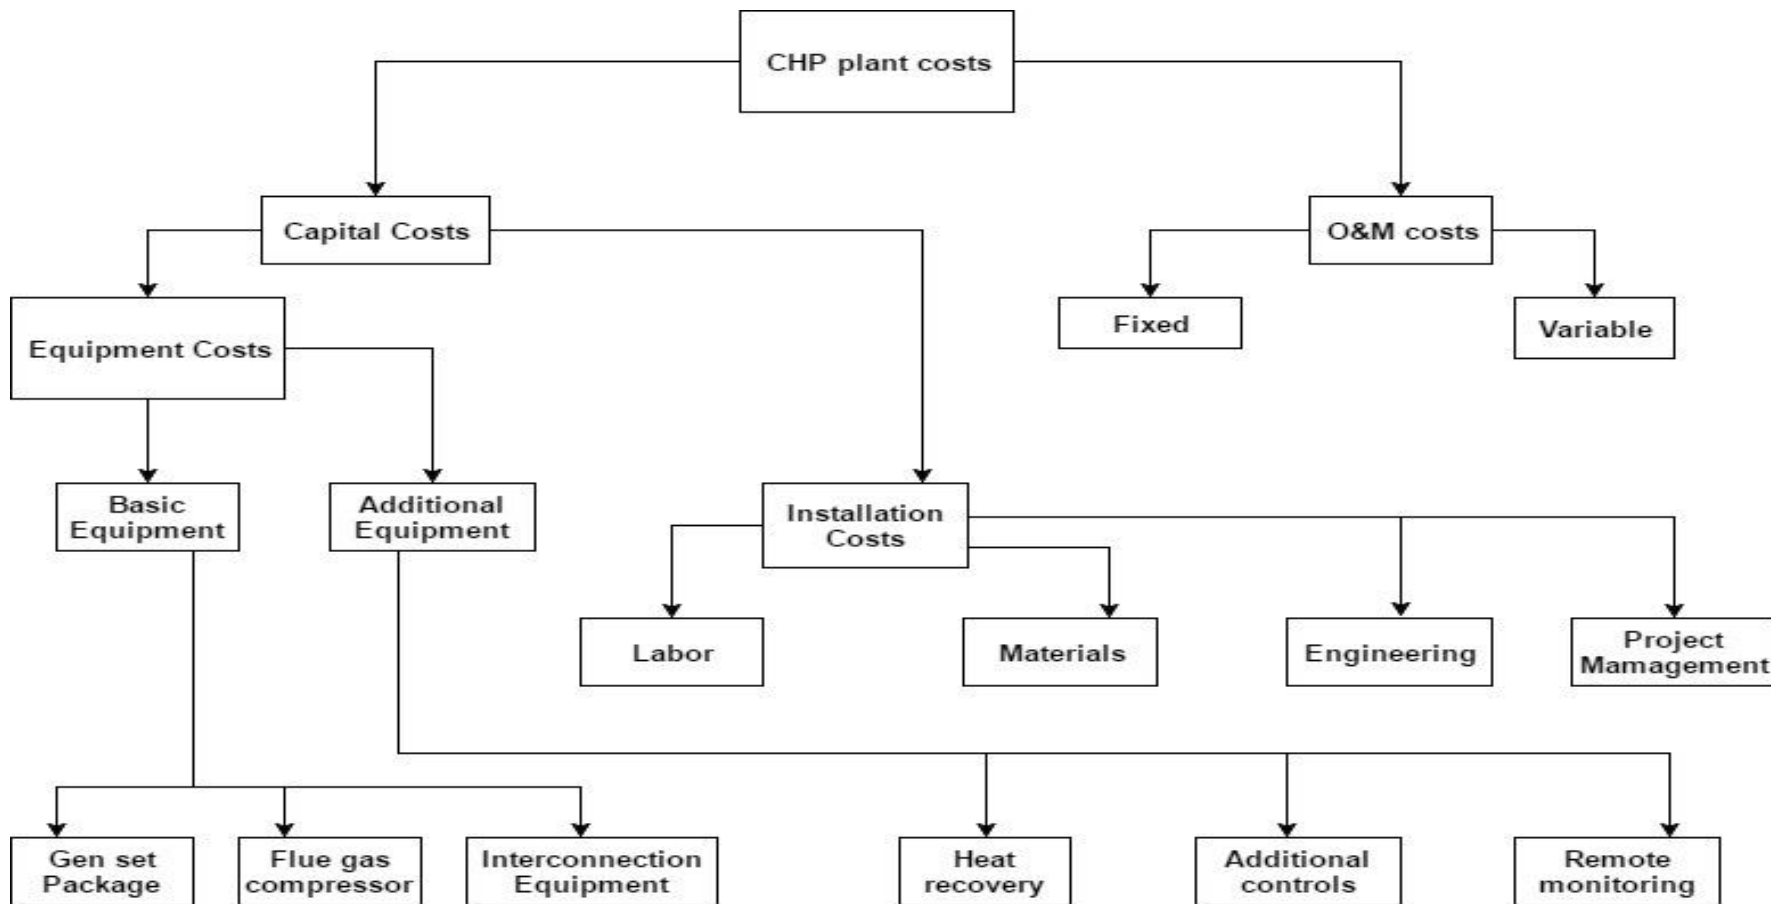 CHP plant costs
Capital Costs
O&M costs
Equipment Costs
Fixed
Variable
Basic
Equipment
Additional
Equipment
Installation
Costs
Labor
Materials
Engineering
Project
Mamagement
Gen set
Package
Flue gas
compressor
Interconnection
Equipment
Heat
recovery
Additional
controls
Remote
monitoring